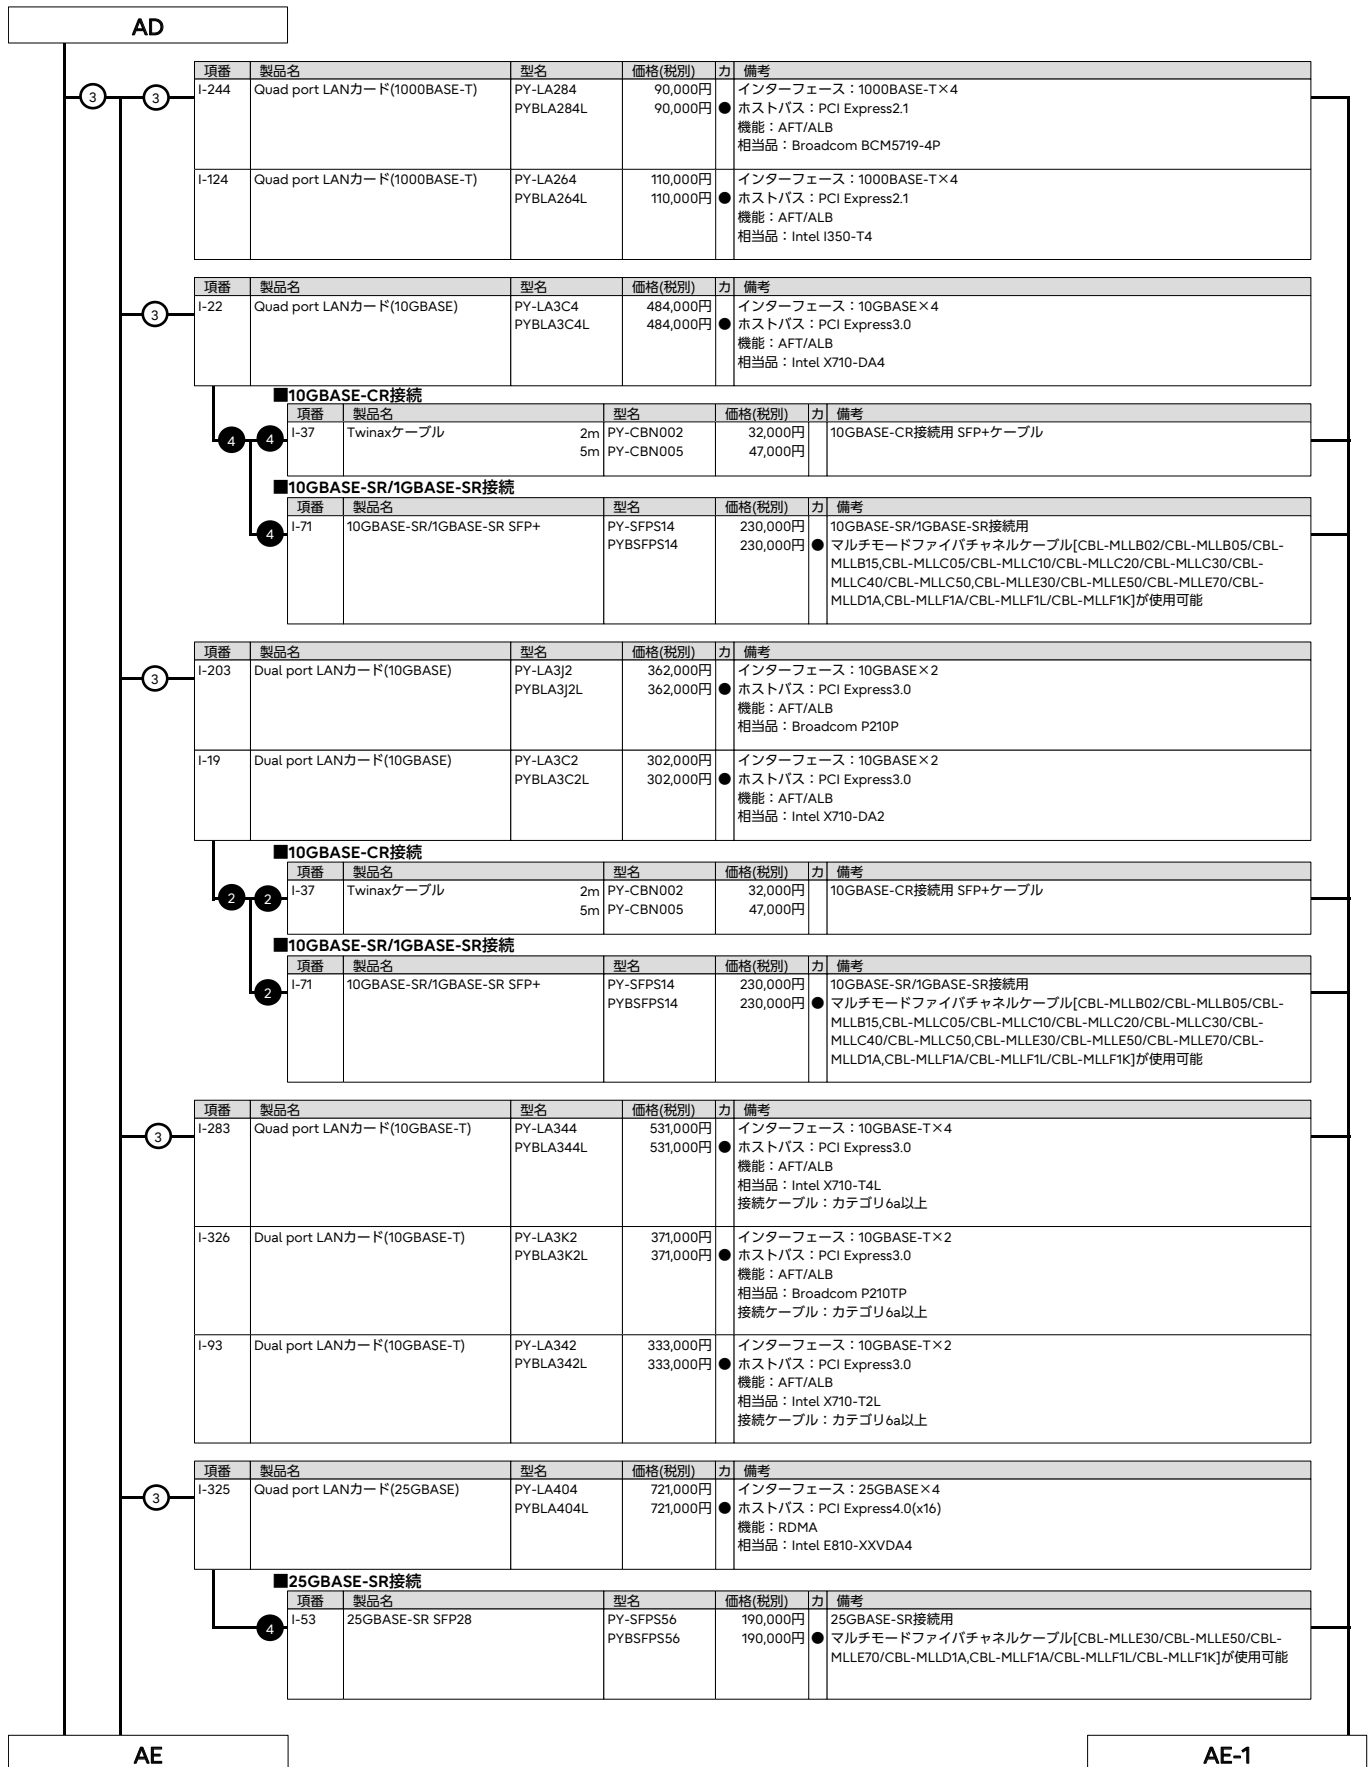 AD
項番 製品名 型名 価格(税別) カ 備考
3 3 I-244 Quad port LANカード(1000BASE-T) PY-LA284 90,000円 インターフェース：1000BASE-T×4
PYBLA284L 90,000円 ● ホストバス：PCI Express2.1
機能：AFT/ALB
相当品：Broadcom BCM5719-4P
I-124 Quad port LANカード(1000BASE-T) PY-LA264 110,000円 インターフェース：1000BASE-T×4
PYBLA264L 110,000円 ● ホストバス：PCI Express2.1
機能：AFT/ALB
相当品：Intel I350-T4
項番 製品名 型名 価格(税別) カ 備考
3 I-22 Quad port LANカード(10GBASE) PY-LA3C4 484,000円 インターフェース：10GBASE×4
PYBLA3C4L 484,000円 ● ホストバス：PCI Express3.0
機能：AFT/ALB
相当品：Intel X710-DA4
■10GBASE-CR接続
項番 製品名 型名 価格(税別) カ 備考
4 4 I-37 Twinaxケーブル 2m PY-CBN002 32,000円 10GBASE-CR接続用 SFP+ケーブル
5m PY-CBN005 47,000円
■10GBASE-SR/1GBASE-SR接続
項番 製品名 型名 価格(税別) カ 備考
4 I-71 10GBASE-SR/1GBASE-SR SFP+ PY-SFPS14 230,000円 10GBASE-SR/1GBASE-SR接続用
PYBSFPS14 230,000円 ● マルチモードファイバチャネルケーブル[CBL-MLLB02/CBL-MLLB05/CBL-
MLLB15,CBL-MLLC05/CBL-MLLC10/CBL-MLLC20/CBL-MLLC30/CBL-
MLLC40/CBL-MLLC50,CBL-MLLE30/CBL-MLLE50/CBL-MLLE70/CBL-
MLLD1A,CBL-MLLF1A/CBL-MLLF1L/CBL-MLLF1K]が使用可能
項番 製品名 型名 価格(税別) カ 備考
3 I-203 Dual port LANカード(10GBASE) PY-LA3J2 362,000円 インターフェース：10GBASE×2
PYBLA3J2L 362,000円 ● ホストバス：PCI Express3.0
機能：AFT/ALB
相当品：Broadcom P210P
I-19 Dual port LANカード(10GBASE) PY-LA3C2 302,000円 インターフェース：10GBASE×2
PYBLA3C2L 302,000円 ● ホストバス：PCI Express3.0
機能：AFT/ALB
相当品：Intel X710-DA2
■10GBASE-CR接続
項番 製品名 型名 価格(税別) カ 備考
2 2 I-37 Twinaxケーブル 2m PY-CBN002 32,000円 10GBASE-CR接続用 SFP+ケーブル
5m PY-CBN005 47,000円
■10GBASE-SR/1GBASE-SR接続
項番 製品名 型名 価格(税別) カ 備考
2 I-71 10GBASE-SR/1GBASE-SR SFP+ PY-SFPS14 230,000円 10GBASE-SR/1GBASE-SR接続用
PYBSFPS14 230,000円 ● マルチモードファイバチャネルケーブル[CBL-MLLB02/CBL-MLLB05/CBL-
MLLB15,CBL-MLLC05/CBL-MLLC10/CBL-MLLC20/CBL-MLLC30/CBL-
MLLC40/CBL-MLLC50,CBL-MLLE30/CBL-MLLE50/CBL-MLLE70/CBL-
MLLD1A,CBL-MLLF1A/CBL-MLLF1L/CBL-MLLF1K]が使用可能
項番 製品名 型名 価格(税別) カ 備考
3 I-283 Quad port LANカード(10GBASE-T) PY-LA344 531,000円 インターフェース：10GBASE-T×4
PYBLA344L 531,000円 ● ホストバス：PCI Express3.0
機能：AFT/ALB
相当品：Intel X710-T4L
接続ケーブル：カテゴリ6a以上
I-326 Dual port LANカード(10GBASE-T) PY-LA3K2 371,000円 インターフェース：10GBASE-T×2
PYBLA3K2L 371,000円 ● ホストバス：PCI Express3.0
機能：AFT/ALB
相当品：Broadcom P210TP
接続ケーブル：カテゴリ6a以上
I-93 Dual port LANカード(10GBASE-T) PY-LA342 333,000円 インターフェース：10GBASE-T×2
PYBLA342L 333,000円 ● ホストバス：PCI Express3.0
機能：AFT/ALB
相当品：Intel X710-T2L
接続ケーブル：カテゴリ6a以上
項番 製品名 型名 価格(税別) カ 備考
3 I-325 Quad port LANカード(25GBASE) PY-LA404 721,000円 インターフェース：25GBASE×4
PYBLA404L 721,000円 ● ホストバス：PCI Express4.0(x16)
機能：RDMA
相当品：Intel E810-XXVDA4
■25GBASE-SR接続
項番 製品名 型名 価格(税別) カ 備考
4 I-53 25GBASE-SR SFP28 PY-SFPS56 190,000円 25GBASE-SR接続用
PYBSFPS56 190,000円 ● マルチモードファイバチャネルケーブル[CBL-MLLE30/CBL-MLLE50/CBL-
MLLE70/CBL-MLLD1A,CBL-MLLF1A/CBL-MLLF1L/CBL-MLLF1K]が使用可能
AE AE-1